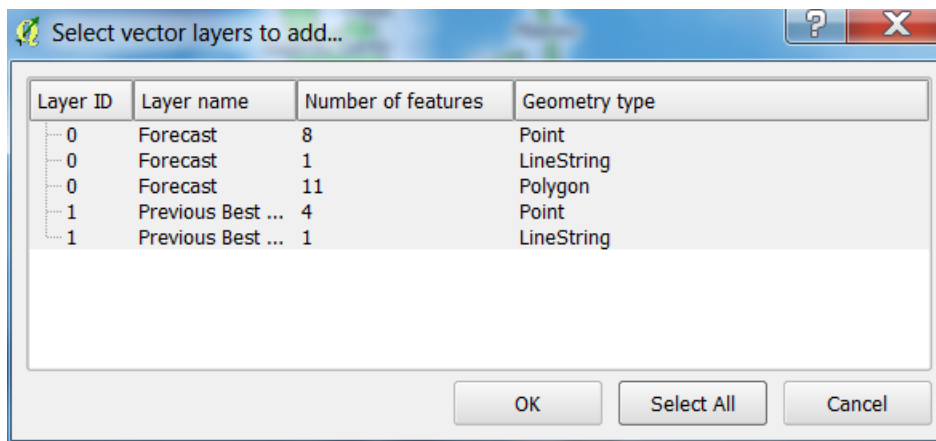 Select vector layers to add...
Layer ID Layer name Number of features Geometry type
0 Forecast 8 Point
0 Forecast 1 LineString
0 Forecast 11 Polygon
1 Previous Best ... 4 Point
1 Previous Best ... 1 LineString
OK Select All Cancel